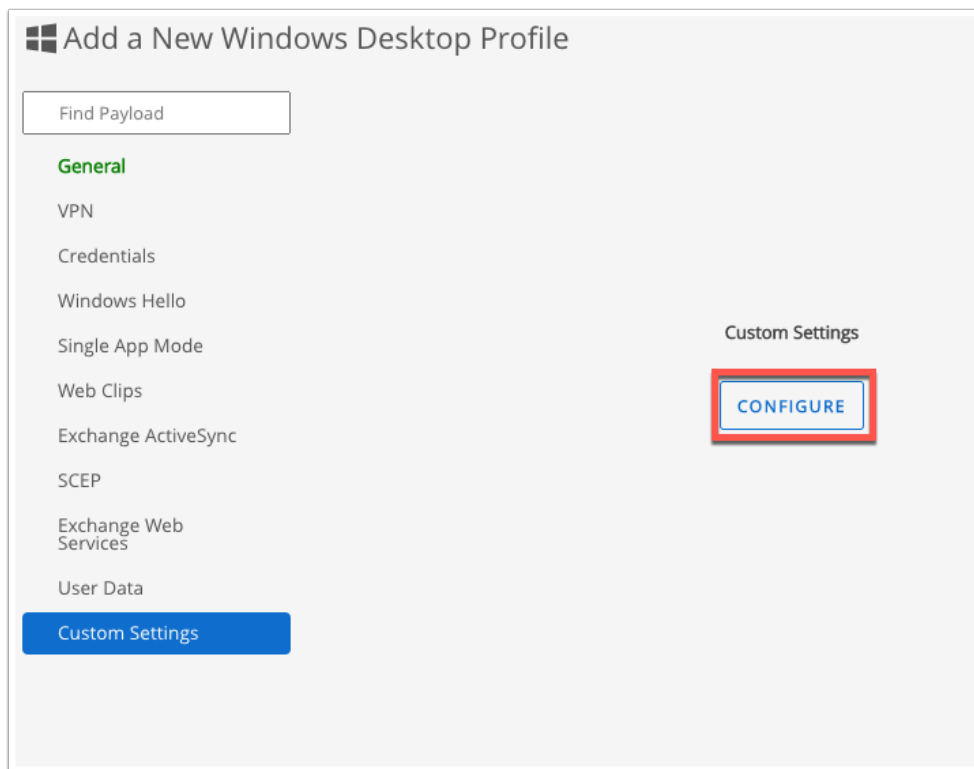 Add a New Windows Desktop Profile
Find Payload
General
VPN
Credentials
Windows Hello
Single App Mode
Web Clips
Exchange ActiveSync
SCEP
Exchange Web
Services
User Data
Custom Settings
Custom Settings
CONFIGURE